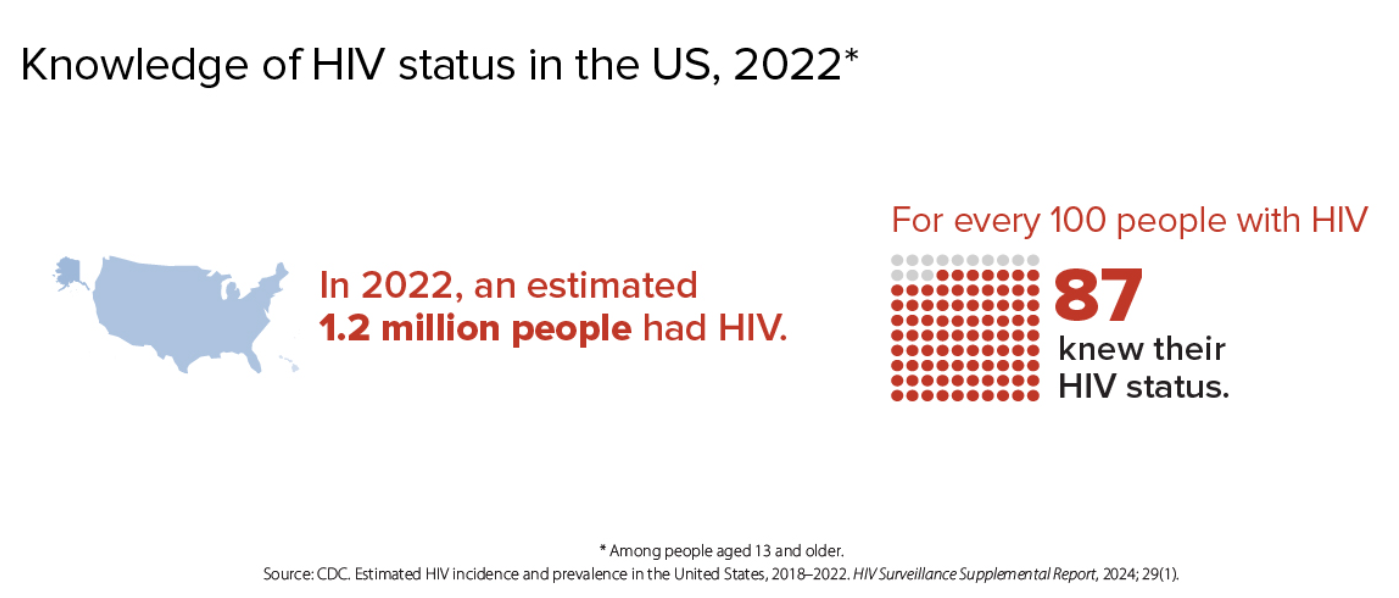 Knowledge of HIV status in the US, 2022*
In 2022, an estimated
1.2 million people had HIV.
For every 100 people with HIV
87
knew their
HIV status.
* Among people aged 13 and older.
Source: CDC. Estimated HIV incidence and prevalence in the United States, 2018–2022. HIV Surveillance Supplemental Report, 2024; 29(1).